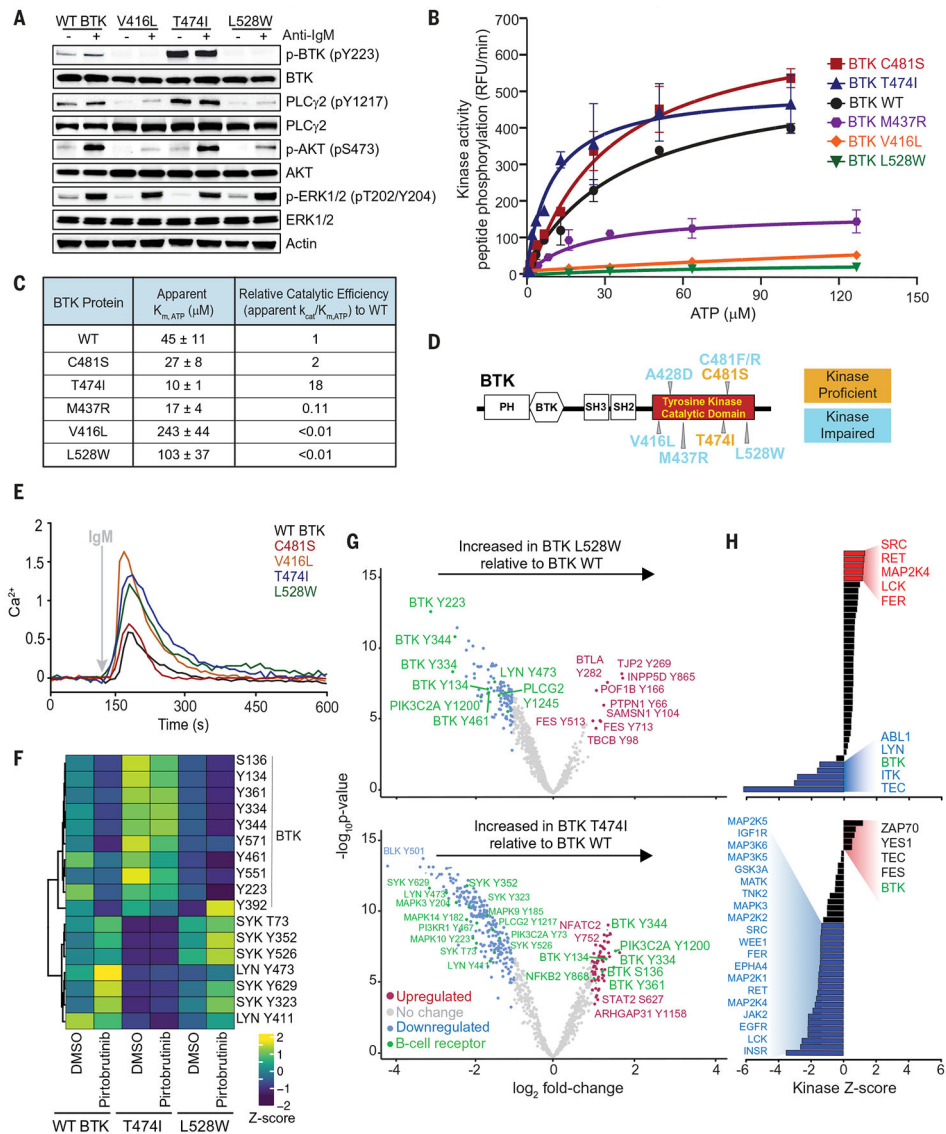 A
WT BTK V416L T474I L528W
- + - + - + - + Anti-IgM
p-BTK (pY223)
BTK
PLCγ2 (pY1217)
PLCγ2
p-AKT (pS473)
AKT
p-ERK1/2 (pT202/Y204)
ERK1/2
Actin
B
Kinase activity
peptide phosphorylation (RFU/min)
700
600
500
400
300
200
100
0
0 30 60 90 120 150
ATP (μM)
BTK C481S
BTK T474I
BTK WT
BTK M437R
BTK V416L
BTK L528W
C
BTK Protein Apparent Km,ATP (μM) Relative Catalytic Efficiency (apparent kcat/Km,ATP) to WT
WT 45 ± 11 1
C481S 27 ± 8 2
T474I 10 ± 1 18
M437R 17 ± 4 0.11
V416L 243 ± 44 <0.01
L528W 103 ± 37 <0.01
D
BTK
C481F/R
A428D C481S
PH BTK SH3 SH2 Tyrosine Kinase Catalytic Domain
V416L T474I
M437R L528W
Kinase Proficient
Kinase Impaired
E
Ca2+
2
1.5
1
0.5
0
IgM
WT BTK
C481S
V416L
T474I
L528W
0 150 300 450 600
Time (s)
F
S136
Y134
Y361
Y334
Y344
Y571
Y461
Y551
Y223
Y392
BTK
SYK T73
SYK Y352
SYK Y526
LYN Y473
SYK Y629
SYK Y323
LYN Y411
DMSO
Pirtobrutinib
DMSO
Pirtobrutinib
DMSO
Pirtobrutinib
WT BTK T474I L528W
2
1
0
−1
−2
Z-score
G
Increased in BTK L528W
relative to BTK WT
15
10
5
BTK Y223
BTK Y344
BTK Y334
LYN Y473
BTK Y134
PLCG2
Y1245
PIK3C2A Y1200
BTK Y461
BTLA
Y282
TJP2 Y269
INPP5D Y865
POF1B Y166
PTPN1 Y66
SAMSN1 Y104
FES Y513
FES Y713
TBCB Y98
-log10p-value
Increased in BTK T474I
relative to BTK WT
15
10
5
0
BLK Y501
SYK Y629
SYK Y352
LYN Y473
SYK Y323
MAPK3 Y204
MAPK9 Y185
MAPK14 Y182
PLCG2 Y1217
PI3KR1 Y467
PIK3CA Y73
MAPK10 Y223
SYK Y526
SYK T73
LYN Y411
NFATC2
Y752
BTK Y344
PIK3C2A Y1200
BTK Y134
BTK Y334
BTK S136
NFKB2 Y868
BTK Y361
STAT2 S627
ARHGAP31 Y1158
Upregulated
No change
Downregulated
B-cell receptor
-4 -2 0 2 4
log2 fold-change
H
SRC
RET
MAP2K4
LCK
FER
ABL1
LYN
BTK
ITK
TEC
MAP2K5
IGF1R
MAP3K6
MAP3K5
GSK3A
MATK
TNK2
MAPK3
MAP2K2
SRC
WEE1
FER
EPHA4
MAP2K1
RET
MAP2K4
JAK2
EGFR
LCK
INSR
ZAP70
YES1
TEC
FES
BTK
-6 -4 -2 0 2 4 6
Kinase Z-score